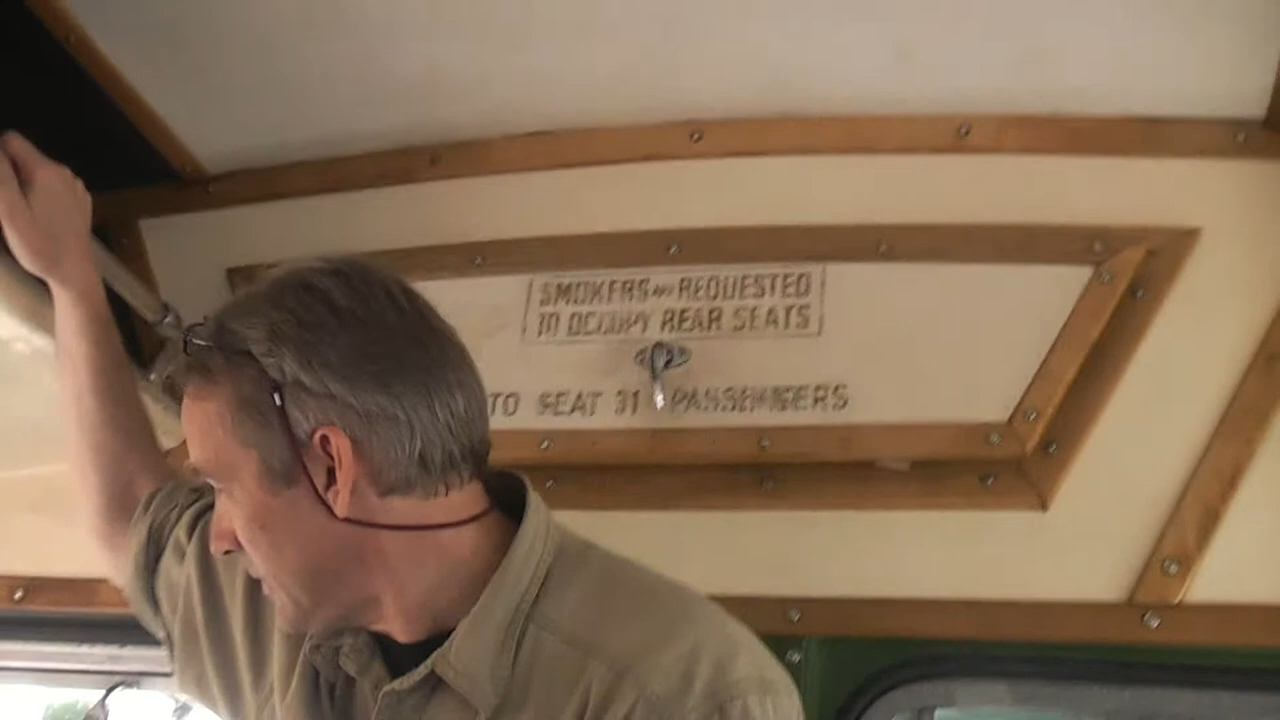 SMOKERS ARE REQUESTED
TO OCCUPY REAR SEATS
TO SEAT 31 PASSENGERS